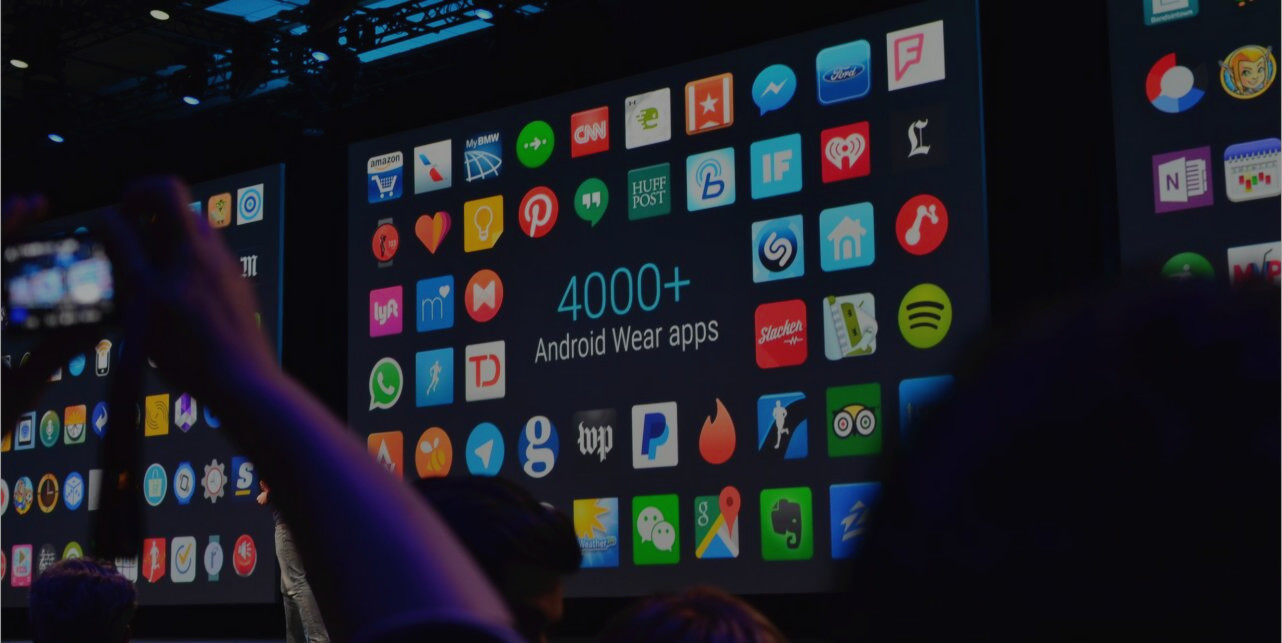 amazon
MyBMW
CNN
Ford
HUFF
POST
IF
L
lyft
m
4000+
Android Wear apps
Slacker
TD
g
wp
P
N
g